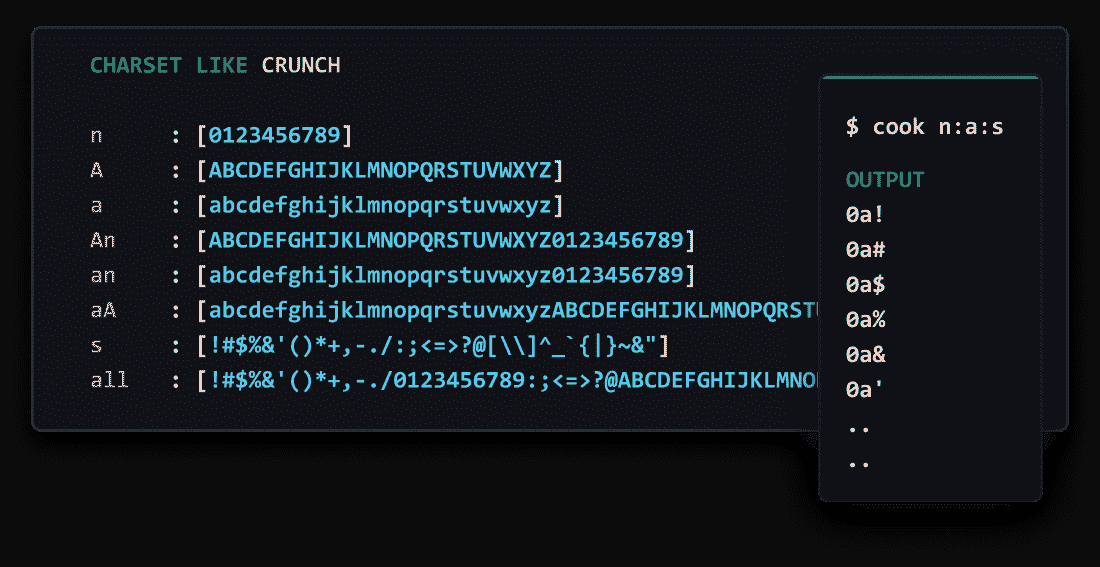 CHARSET LIKE CRUNCH
n : [0123456789]
A : [ABCDEFGHIJKLMNOPQRSTUVWXYZ]
a : [abcdefghijklmnopqrstuvwxyz]
An : [ABCDEFGHIJKLMNOPQRSTUVWXYZ0123456789]
an : [abcdefghijklmnopqrstuvwxyz0123456789]
aA : [abcdefghijklmnopqrstuvwxyzABCDEFGHIJKLMNOPQRST
s : [!#$%&'()*+,-./:;<=>?@[\\]^_`{|}~&"]
all : [!#$%&'()*+,-./0123456789:;<=>?@ABCDEFGHIJKLMNO
$ cook n:a:s
OUTPUT
0a!
0a#
0a$
0a%
0a&
0a'
..
..